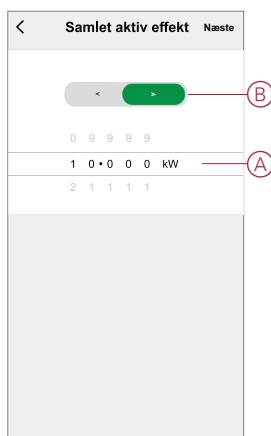 < Samlet aktiv effekt Næste
< >
B
0 9 9 9 9
1 0 • 0 0 0 kW
A
2 1 1 1 1